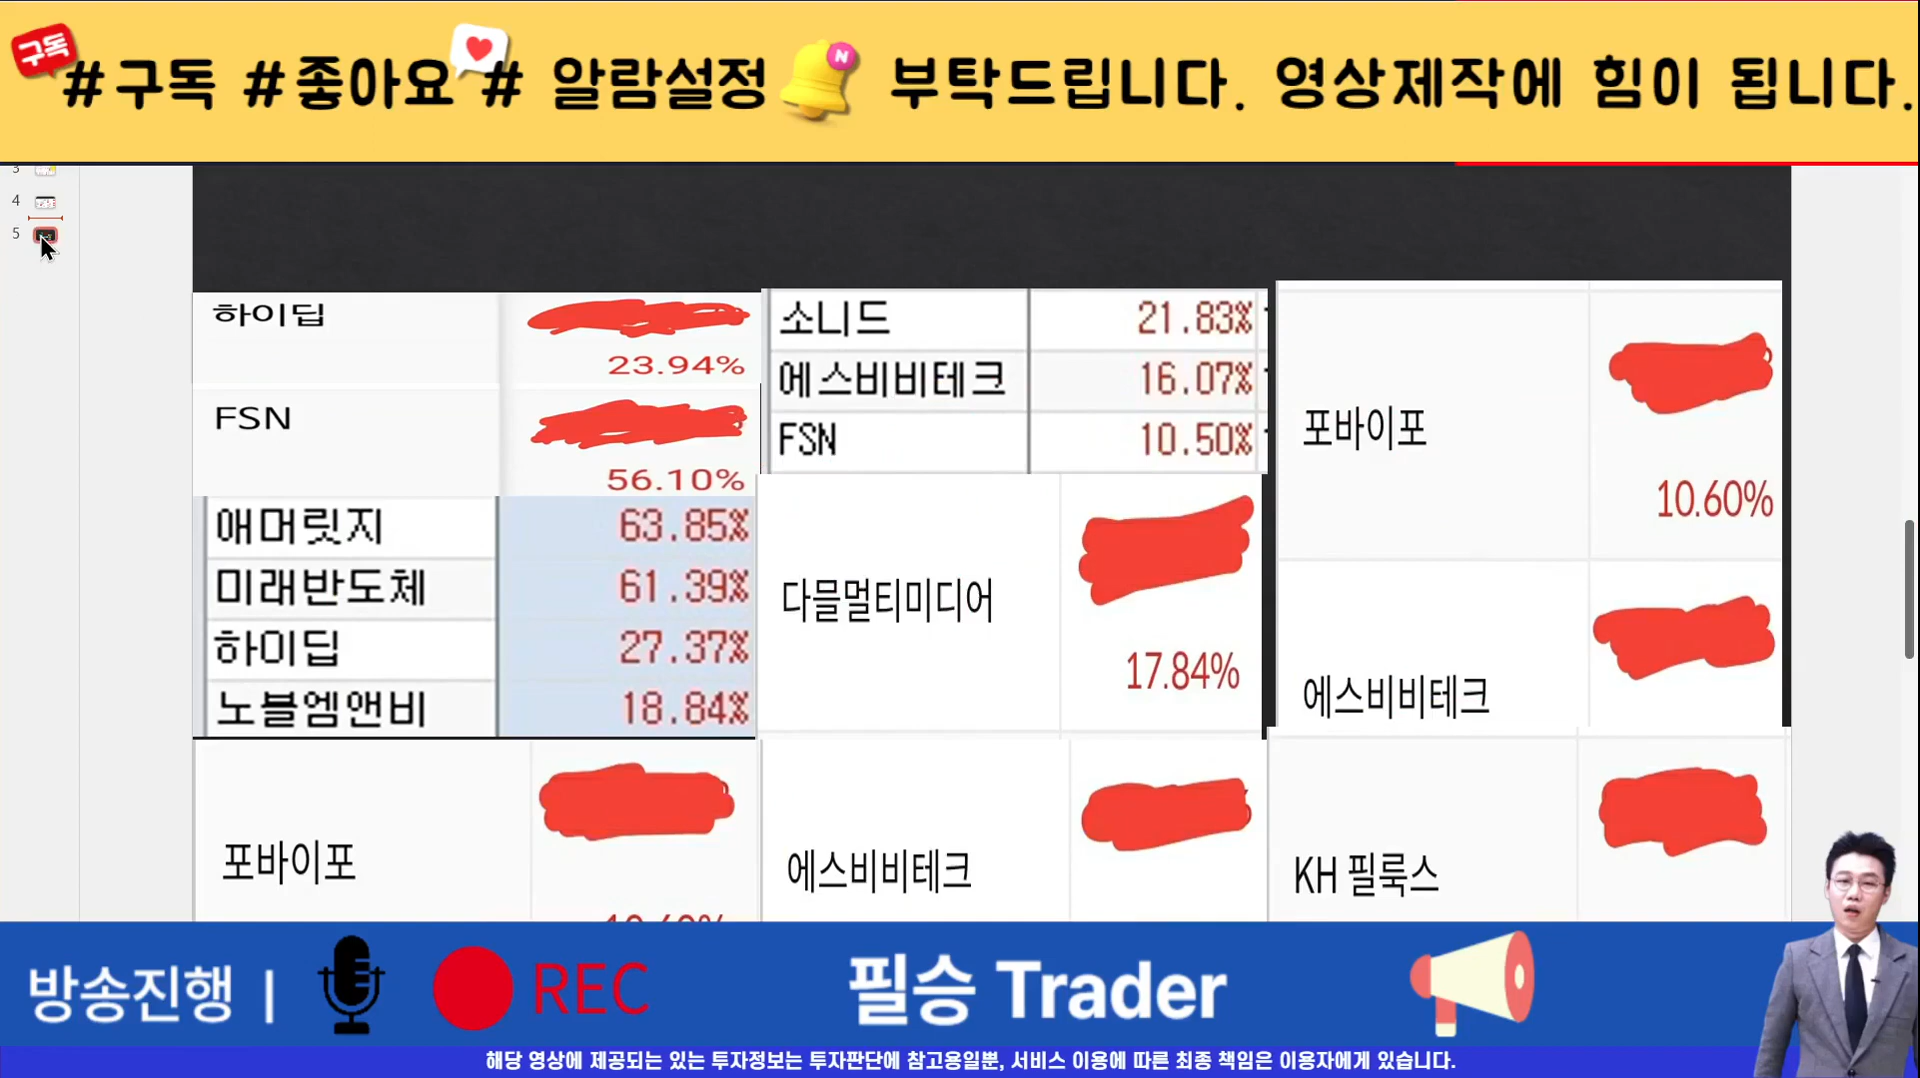 구독
#구독 #좋아요 # 알람설정 N 부탁드립니다. 영상제작에 힘이 됩니다.
3
4
5
하이딥
23.94%
FSN
56.10%
애머릿지 63.85%
미래반도체 61.39%
하이딥 27.37%
노블엠앤비 18.84%
소니드 21.83%
에스비비테크 16.07%
FSN 10.50%
다믈멀티미디어
17.84%
포바이포
10.60%
에스비비테크
포바이포
에스비비테크
KH 필룩스
방송진행 | REC 필승 Trader
해당 영상에 제공되는 있는 투자정보는 투자판단에 참고용일뿐, 서비스 이용에 따른 최종 책임은 이용자에게 있습니다.